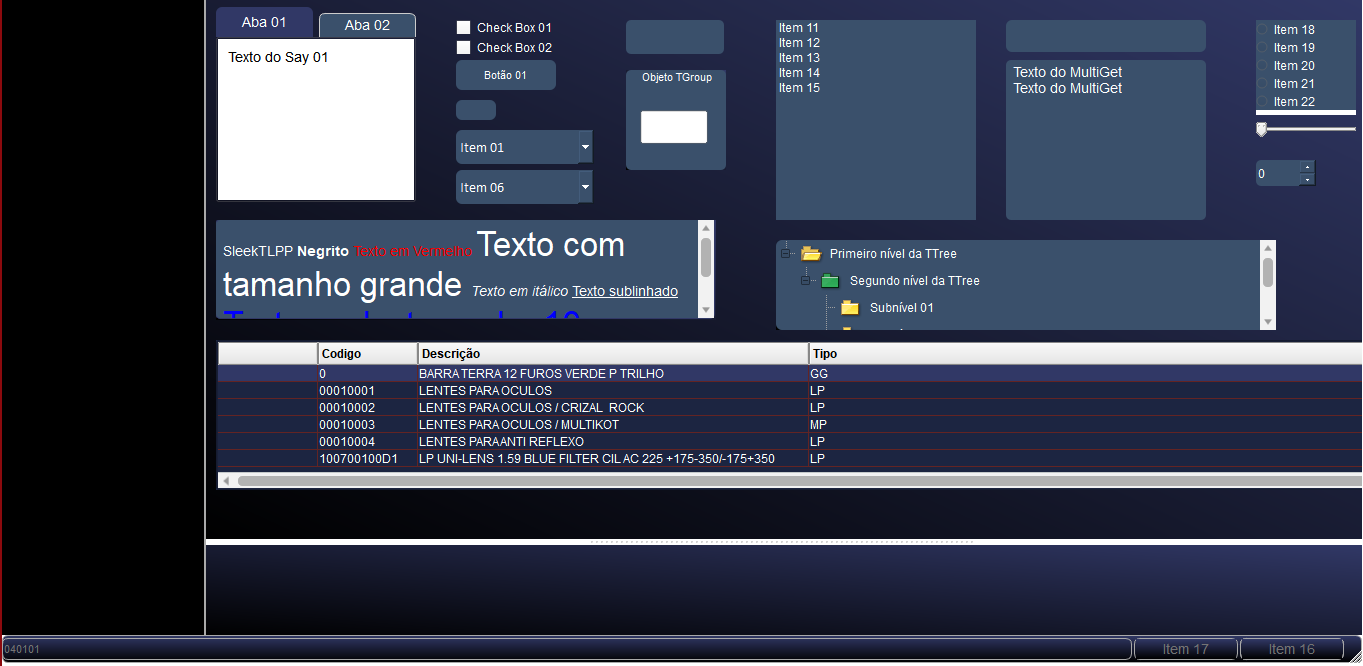 Aba 01
Aba 02
Texto do Say 01
Check Box 01
Check Box 02
Botão 01
Item 01
Item 06
Objeto TGroup
Item 11
Item 12
Item 13
Item 14
Item 15
Texto do MultiGet
Texto do MultiGet
Item 18
Item 19
Item 20
Item 21
Item 22
0
SleekTLPP Negrito Texto em Vermelho Texto com
tamanho grande Texto em itálico Texto sublinhado
Primeiro nível da TTree
Segundo nível da TTree
Subnível 01
Codigo Descrição Tipo
0 BARRA TERRA 12 FUROS VERDE P TRILHO GG
00010001 LENTES PARA OCULOS LP
00010002 LENTES PARA OCULOS / CRIZAL ROCK LP
00010003 LENTES PARA OCULOS / MULTIKOT MP
00010004 LENTES PARA ANTI REFLEXO LP
100700100D1 LP UNI-LENS 1.59 BLUE FILTER CIL AC 225 +175-350/-175+350 LP
040101
Item 17
Item 16